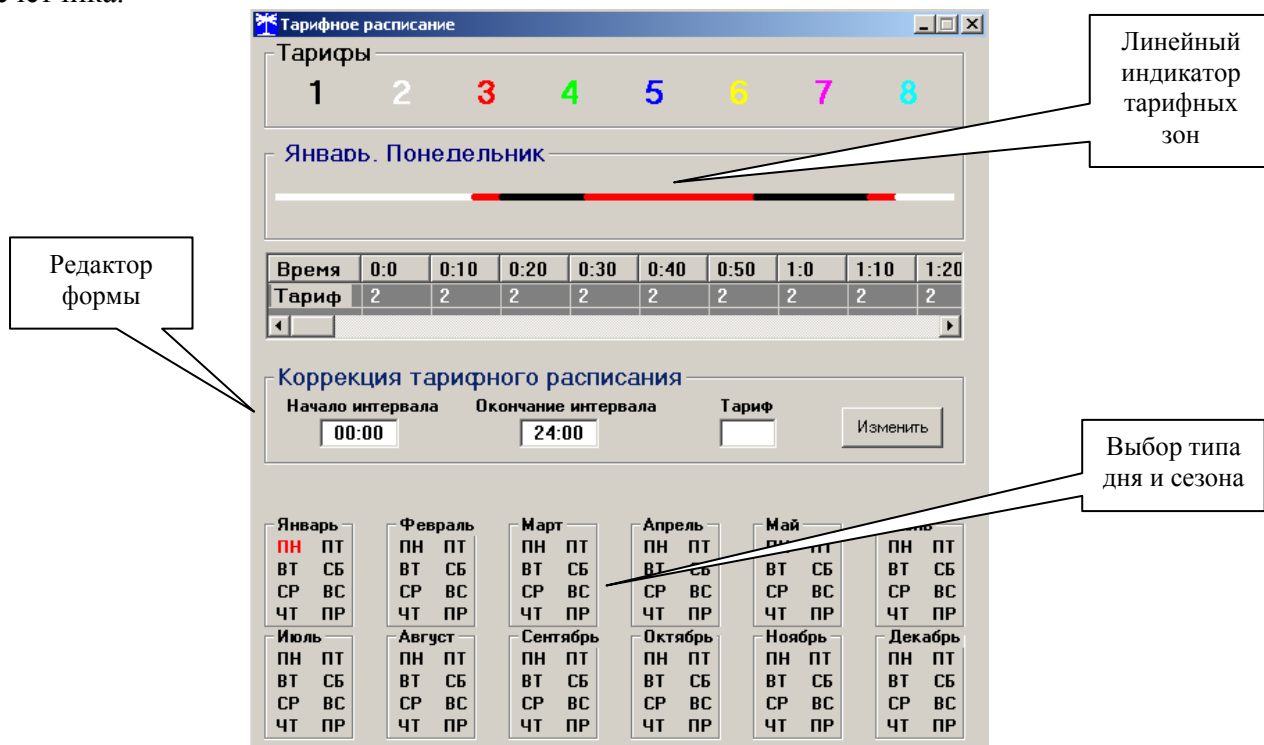 счетчика.
Тарифное расписание
Тарифы
1 2 3 4 5 6 7 8
Линейный
индикатор
тарифных
зон
Январь. Понедельник
Редактор
формы
Время 0:0 0:10 0:20 0:30 0:40 0:50 1:0 1:10 1:20
Тариф 2 2 2 2 2 2 2 2 2
Коррекция тарифного расписания
Начало интервала Окончание интервала Тариф
00:00 24:00 Изменить
Выбор типа
дня и сезона
Январь Февраль Март Апрель Май
ПН ПТ ПН ПТ ПН ПТ ПН ПТ ПН ПТ ПН ПТ
ВТ СБ ВТ СБ ВТ СБ ВТ СБ ВТ СБ ВТ СБ
СР ВС СР ВС СР ВС СР ВС СР ВС СР ВС
ЧТ ПР ЧТ ПР ЧТ ПР ЧТ ПР ЧТ ПР ЧТ ПР
Июль Август Сентябрь Октябрь Ноябрь Декабрь
ПН ПТ ПН ПТ ПН ПТ ПН ПТ ПН ПТ ПН ПТ
ВТ СБ ВТ СБ ВТ СБ ВТ СБ ВТ СБ ВТ СБ
СР ВС СР ВС СР ВС СР ВС СР ВС СР ВС
ЧТ ПР ЧТ ПР ЧТ ПР ЧТ ПР ЧТ ПР ЧТ ПР